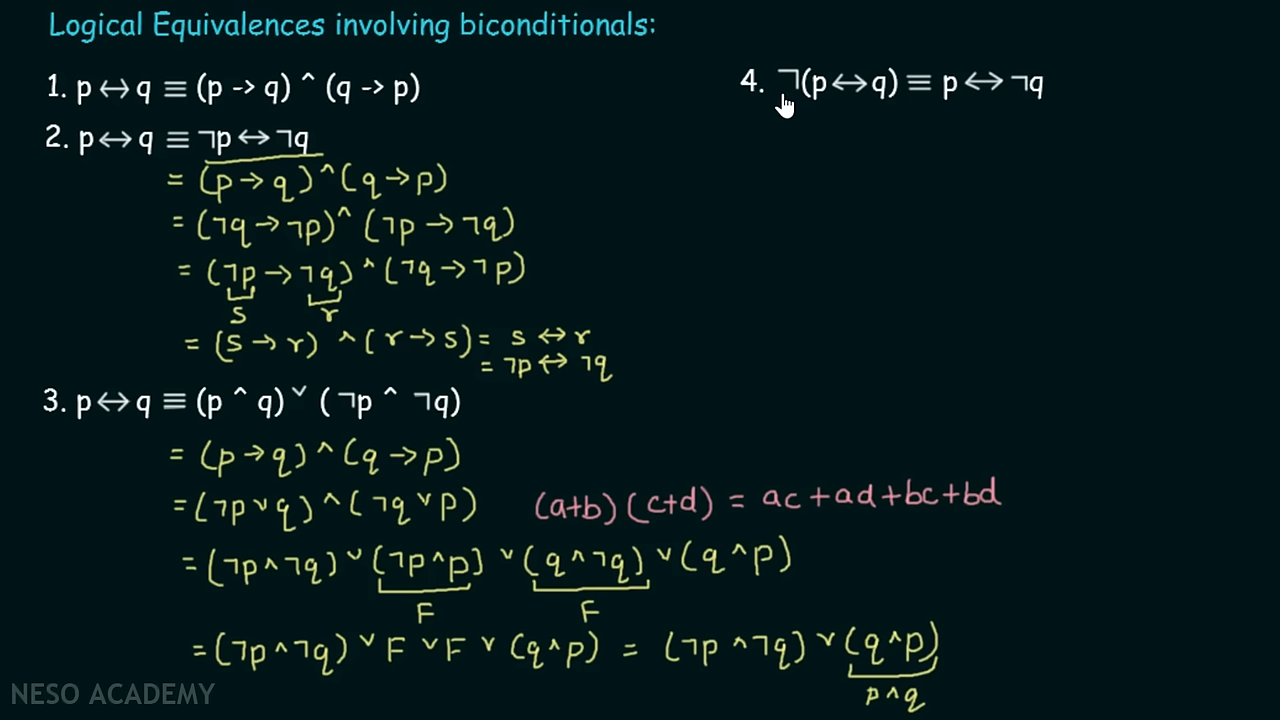 Logical Equivalences involving biconditionals:
1. p ↔ q ≡ (p -> q) ^ (q -> p)
2. p ↔ q ≡ ¬p ↔ ¬q
= (p → q) ^ (q → p)
= (¬q → ¬p) ^ (¬p → ¬q)
= (¬p → ¬q) ^ (¬q → ¬p)
s r
= (s → r) ^ (r → s) = s ↔ r
= ¬p ↔ ¬q
3. p ↔ q ≡ (p ^ q) ˅ (¬p ^ ¬q)
= (p → q) ^ (q → p)
= (¬p ˅ q) ^ (¬q ˅ p)
(a+b) (c+d) = ac + ad + bc + bd
= (¬p ^ ¬q) ˅ (¬p ^ p) ˅ (q ^ ¬q) ˅ (q ^ p)
F F
= (¬p ^ ¬q) ˅ F ˅ F ˅ (q ^ p) = (¬p ^ ¬q) ˅ (q ^ p)
p ^ q
4. ¬(p ↔ q) ≡ p ↔ ¬q
NESO ACADEMY